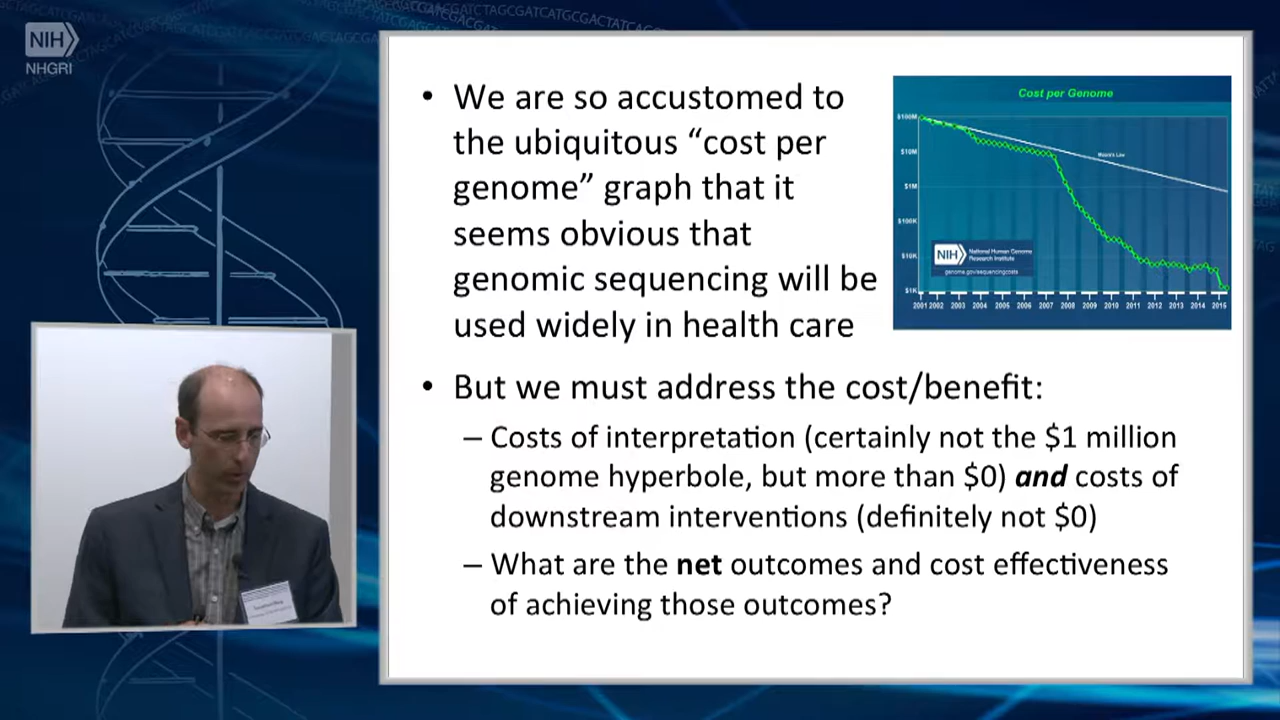 NIH
NHGRI
• We are so accustomed to
the ubiquitous “cost per
genome” graph that it
seems obvious that
genomic sequencing will be
used widely in health care
Cost per Genome
$100M
$10M
$1M
$100K
$10K
$1K
Moore's Law
NIH
National Human Genome
Research Institute
genome.gov/sequencingcosts
2001 2002 2003 2004 2005 2006 2007 2008 2009 2010 2011 2012 2013 2014 2015
• But we must address the cost/benefit:
– Costs of interpretation (certainly not the $1 million
genome hyperbole, but more than $0) and costs of
downstream interventions (definitely not $0)
– What are the net outcomes and cost effectiveness
of achieving those outcomes?